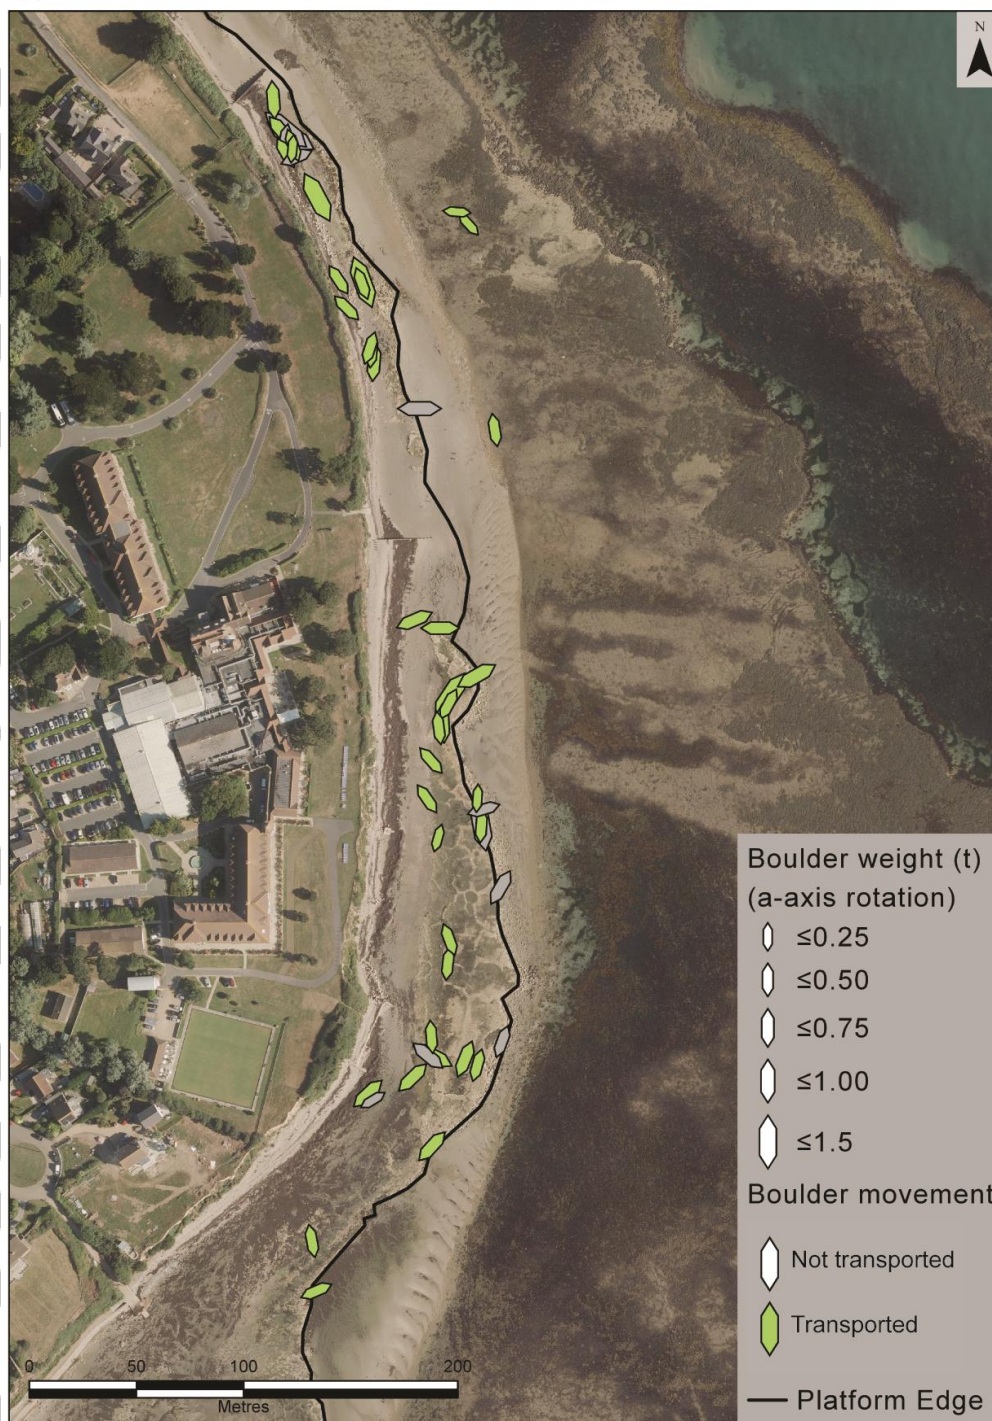 N
Boulder weight (t)
(a-axis rotation)
≤0.25
≤0.50
≤0.75
≤1.00
≤1.5
Boulder movement
Not transported
Transported
Platform Edge
0 50 100 200
Metres